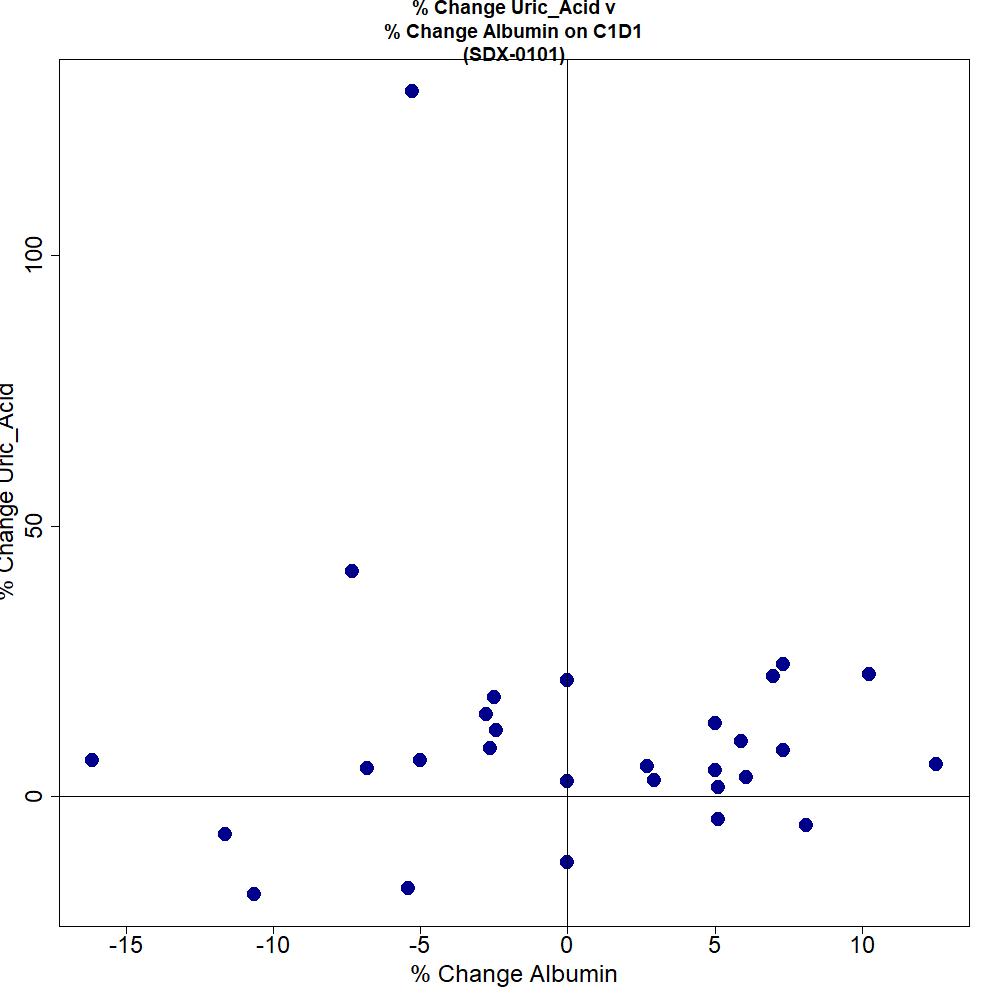 % Change Uric_Acid v
% Change Albumin on C1D1
(SDX-0101)
% Change Uric_Acid
100
50
0
-15
-10
-5
0
5
10
% Change Albumin